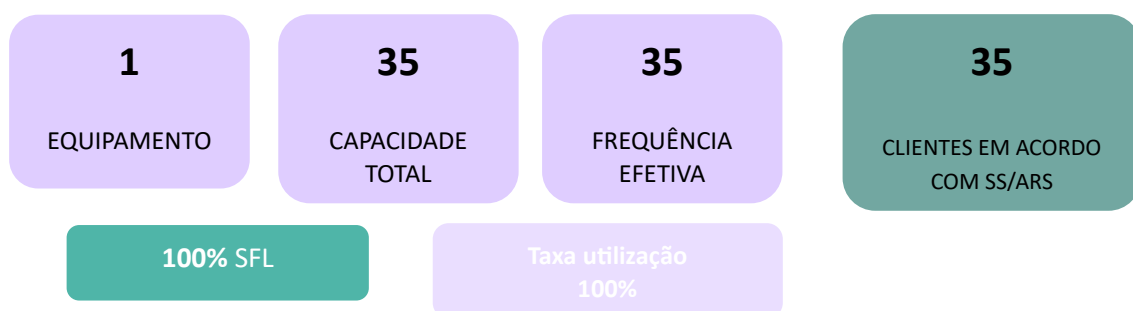 1
EQUIPAMENTO
35
CAPACIDADE
TOTAL
35
FREQUÊNCIA
EFETIVA
35
CLIENTES EM ACORDO
COM SS/ARS
100% SFL
Taxa utilização
100%